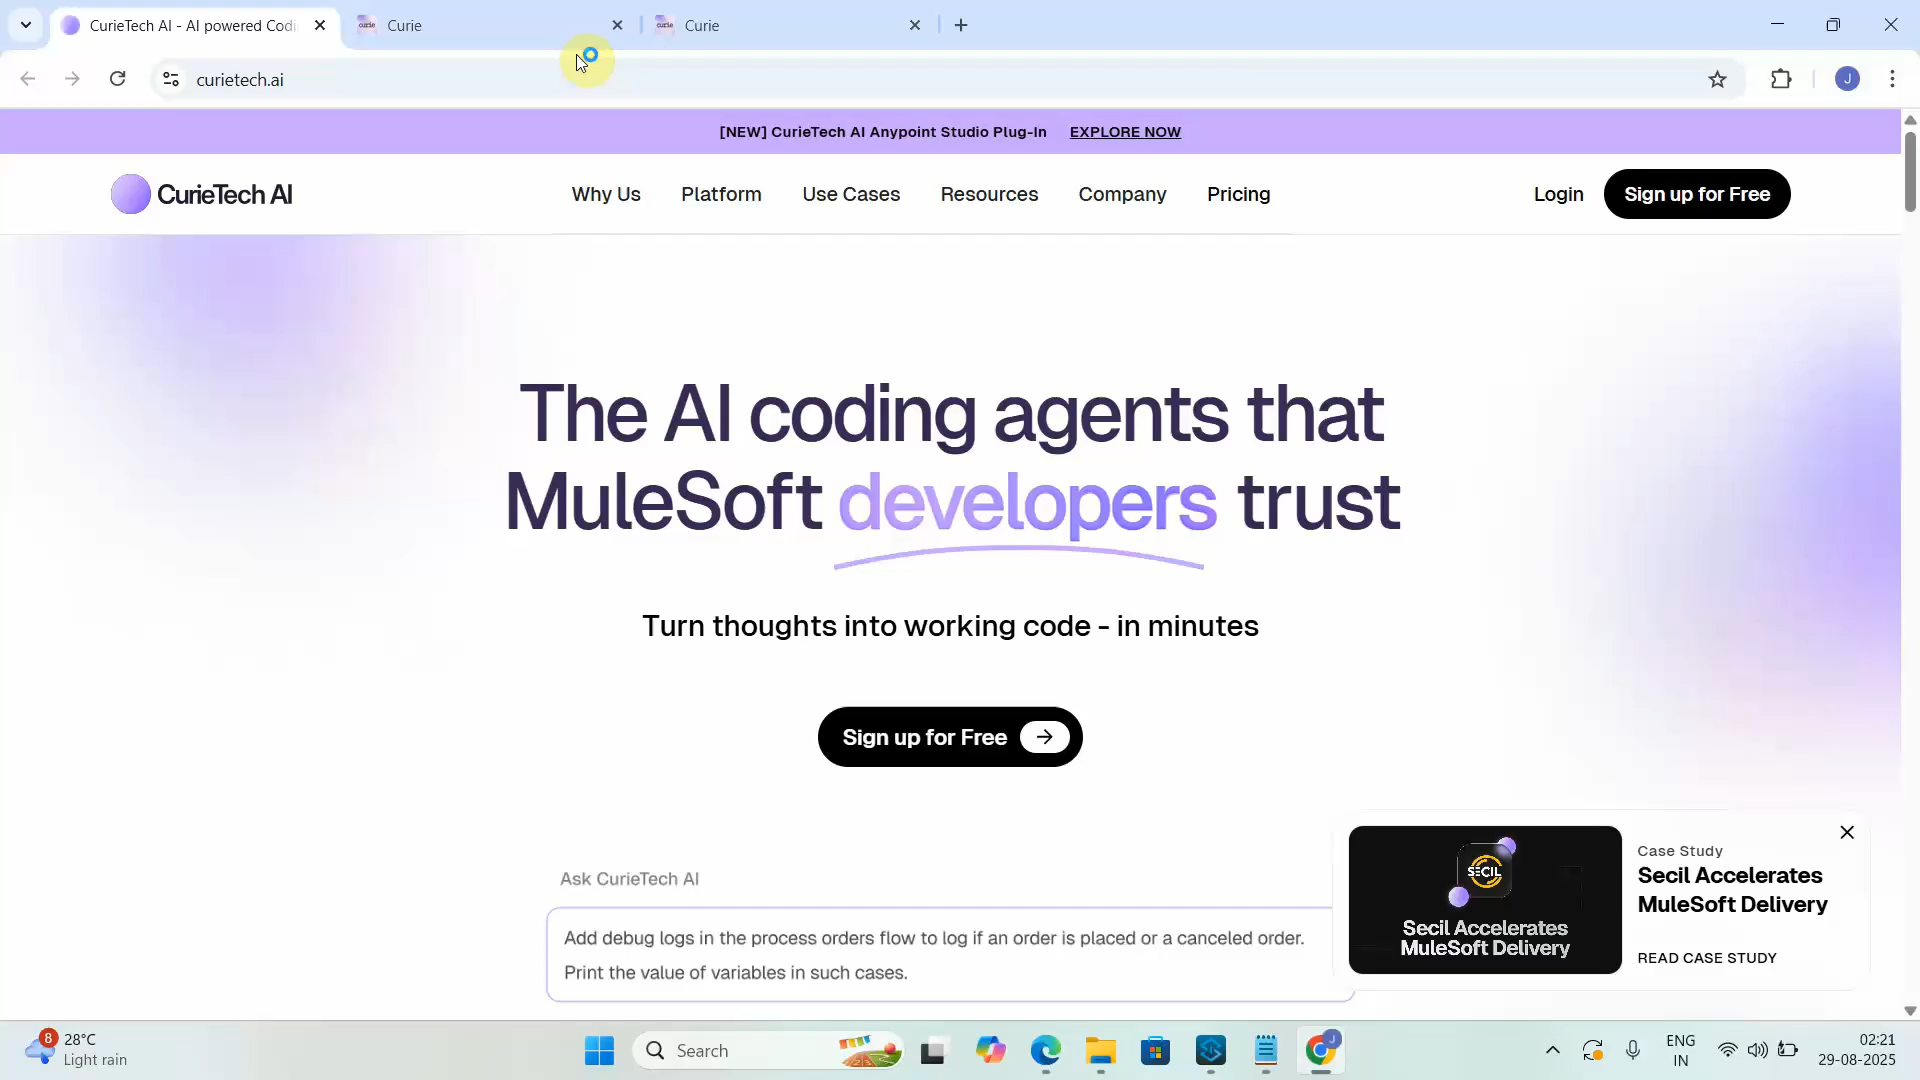 CurieTech AI - AI powered Codi
Curie
Curie
curietech.ai
J
[NEW] CurieTech AI Anypoint Studio Plug-In EXPLORE NOW
CurieTech AI
Why Us
Platform
Use Cases
Resources
Company
Pricing
Login
Sign up for Free
The AI coding agents that
MuleSoft developers trust
Turn thoughts into working code - in minutes
Sign up for Free
Ask CurieTech AI
Add debug logs in the process orders flow to log if an order is placed or a canceled order.
Print the value of variables in such cases.
SECIL
Secil Accelerates
MuleSoft Delivery
Case Study
Secil Accelerates
MuleSoft Delivery
READ CASE STUDY
8
28°C
Light rain
Search
J
ENG
IN
02:21
29-08-2025